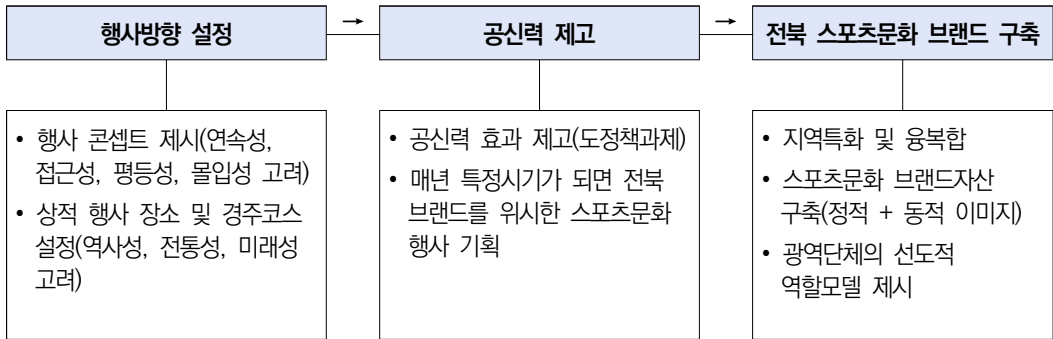 행사방향 설정
→
공신력 제고
→
전북 스포츠문화 브랜드 구축
• 행사 콘셉트 제시(연속성,
접근성, 평등성, 몰입성 고려)
• 상적 행사 장소 및 경주코스
설정(역사성, 전통성, 미래성
고려)
• 공신력 효과 제고(도정책과제)
• 매년 특정시기가 되면 전북
브랜드를 위시한 스포츠문화
행사 기획
• 지역특화 및 융복합
• 스포츠문화 브랜드자산
구축(정적 + 동적 이미지)
• 광역단체의 선도적
역할모델 제시